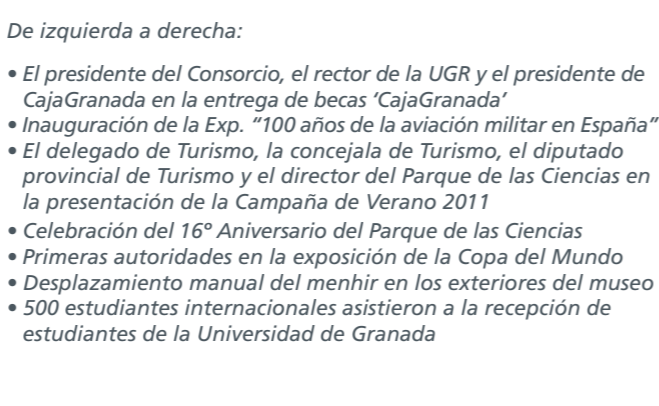 De izquierda a derecha:
• El presidente del Consorcio, el rector de la UGR y el presidente de
CajaGranada en la entrega de becas ‘CajaGranada’
• Inauguración de la Exp. “100 años de la aviación militar en España”
• El delegado de Turismo, la concejala de Turismo, el diputado
provincial de Turismo y el director del Parque de las Ciencias en
la presentación de la Campaña de Verano 2011
• Celebración del 16º Aniversario del Parque de las Ciencias
• Primeras autoridades en la exposición de la Copa del Mundo
• Desplazamiento manual del menhir en los exteriores del museo
• 500 estudiantes internacionales asistieron a la recepción de
estudiantes de la Universidad de Granada